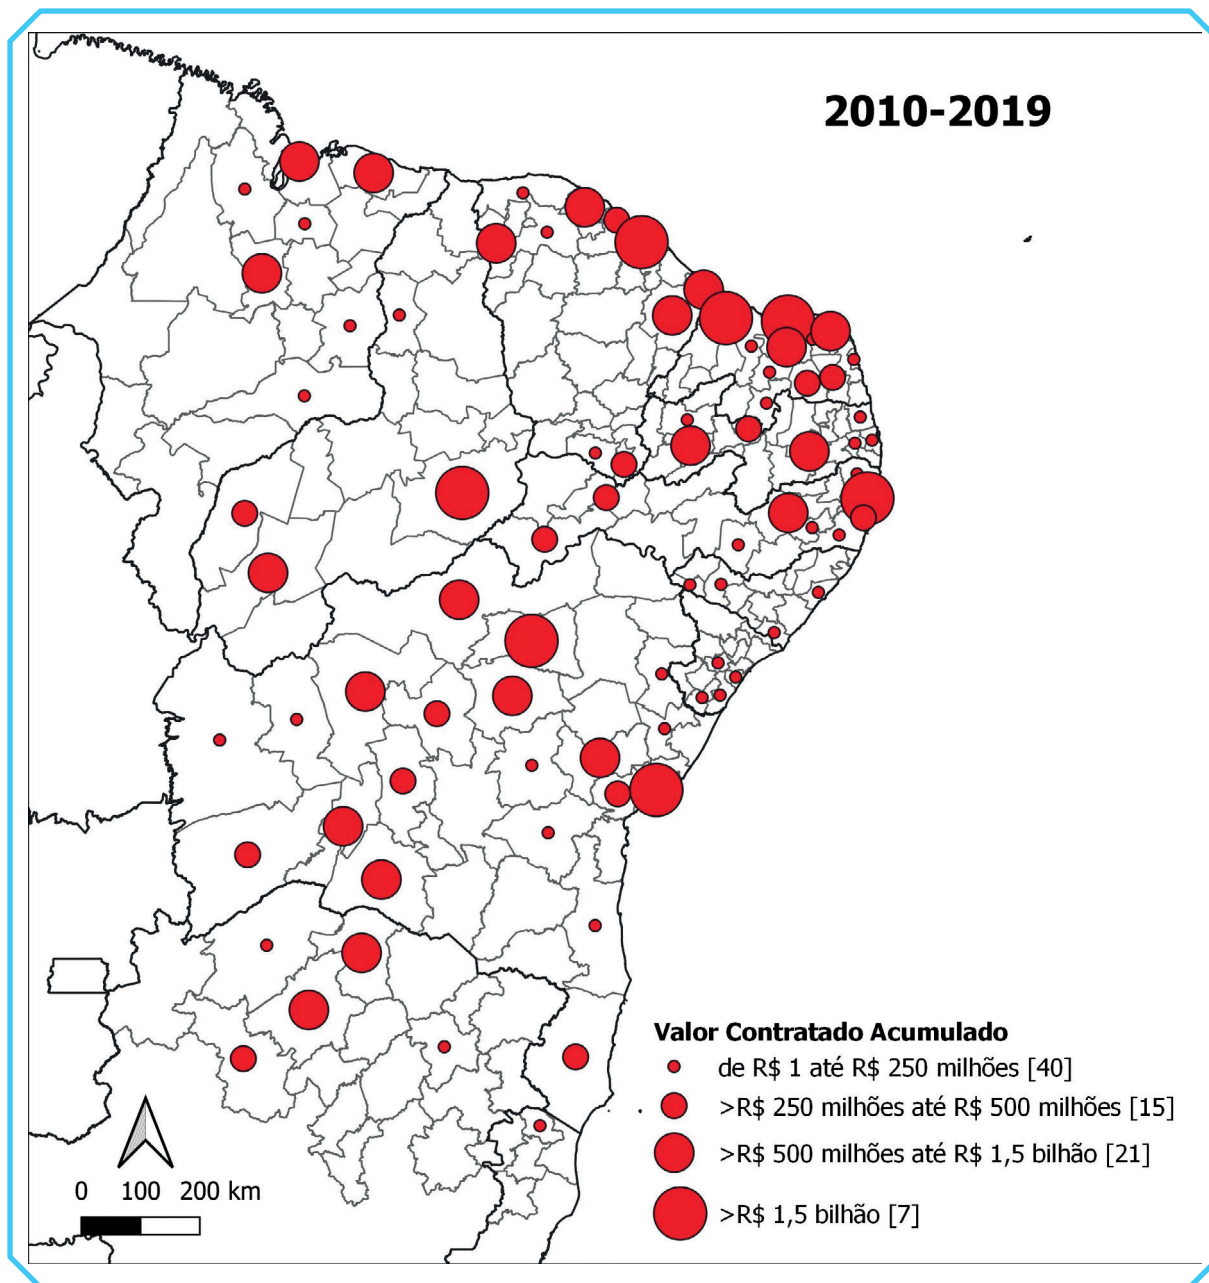 2010-2019
Valor Contratado Acumulado
de R$ 1 até R$ 250 milhões [40]
>R$ 250 milhões até R$ 500 milhões [15]
>R$ 500 milhões até R$ 1,5 bilhão [21]
>R$ 1,5 bilhão [7]
0 100 200 km